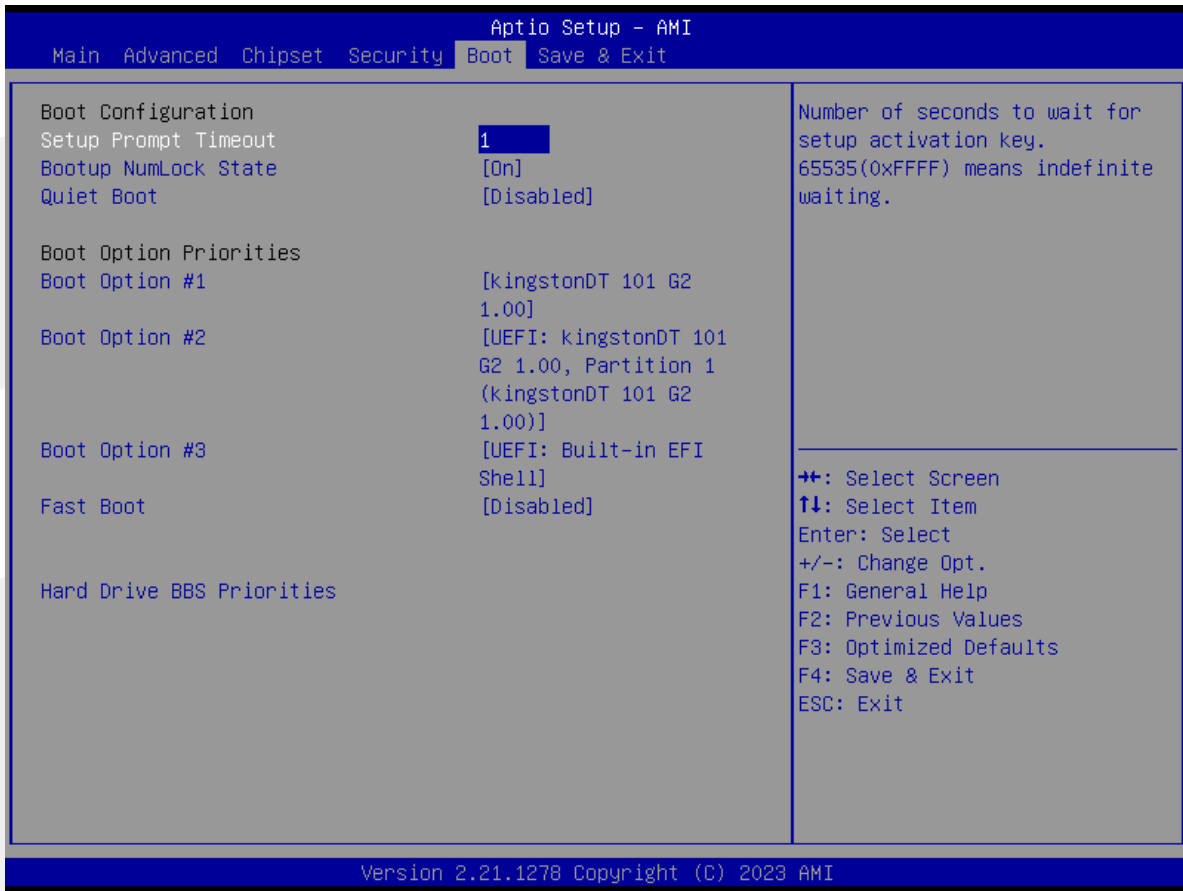 Aptio Setup - AMI
Main Advanced Chipset Security Boot Save & Exit
Boot Configuration
Setup Prompt Timeout 1
Bootup NumLock State [On]
Quiet Boot [Disabled]
Boot Option Priorities
Boot Option #1 [kingstonDT 101 G2
1.00]
Boot Option #2 [UEFI: kingstonDT 101
G2 1.00, Partition 1
(kingstonDT 101 G2
1.00)]
Boot Option #3 [UEFI: Built-in EFI
Shell]
Fast Boot [Disabled]
Hard Drive BBS Priorities
Number of seconds to wait for
setup activation key.
65535(0xFFFF) means indefinite
waiting.
→←: Select Screen
↑↓: Select Item
Enter: Select
+/-: Change Opt.
F1: General Help
F2: Previous Values
F3: Optimized Defaults
F4: Save & Exit
ESC: Exit
Version 2.21.1278 Copyright (C) 2023 AMI